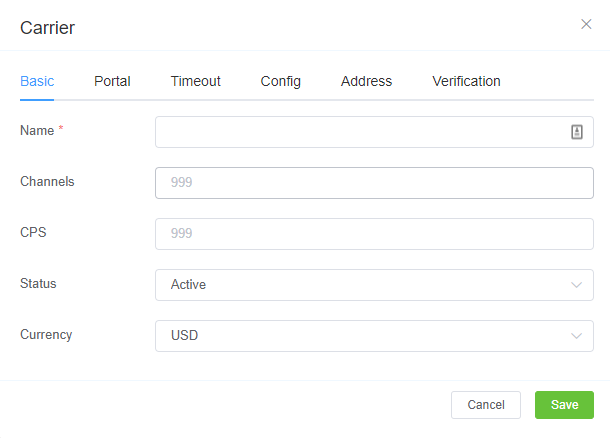 Carrier
Basic Portal Timeout Config Address Verification
Name *
Channels 999
CPS 999
Status Active
Currency USD
Cancel Save